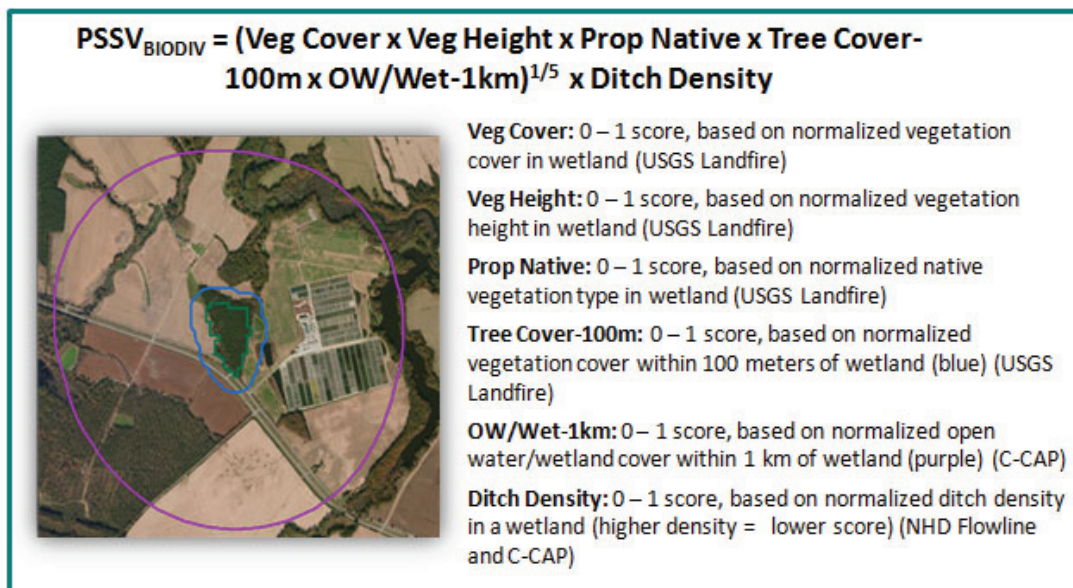 PSSV_BIODIV = (Veg Cover x Veg Height x Prop Native x Tree Cover-
100m x OW/Wet-1km)^1/5 x Ditch Density
Veg Cover: 0 – 1 score, based on normalized vegetation
cover in wetland (USGS Landfire)
Veg Height: 0 – 1 score, based on normalized vegetation
height in wetland (USGS Landfire)
Prop Native: 0 – 1 score, based on normalized native
vegetation type in wetland (USGS Landfire)
Tree Cover-100m: 0 – 1 score, based on normalized
vegetation cover within 100 meters of wetland (blue) (USGS
Landfire)
OW/Wet-1km: 0 – 1 score, based on normalized open
water/wetland cover within 1 km of wetland (purple) (C-CAP)
Ditch Density: 0 – 1 score, based on normalized ditch density
in a wetland (higher density = lower score) (NHD Flowline
and C-CAP)